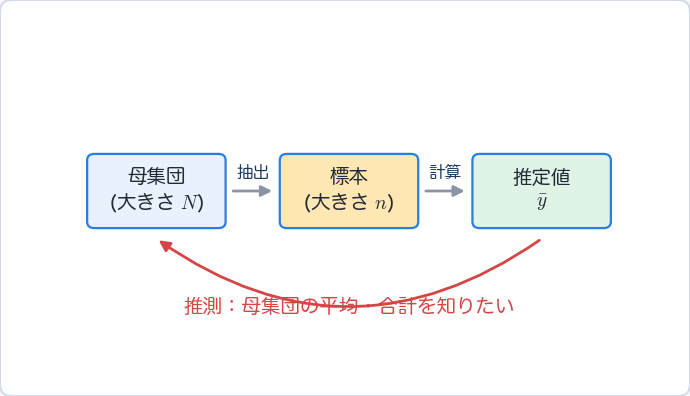 母集団
(大きさ N)
抽出
標本
(大きさ n)
計算
推定値
ȳ
推測：母集団の平均・合計を知りたい